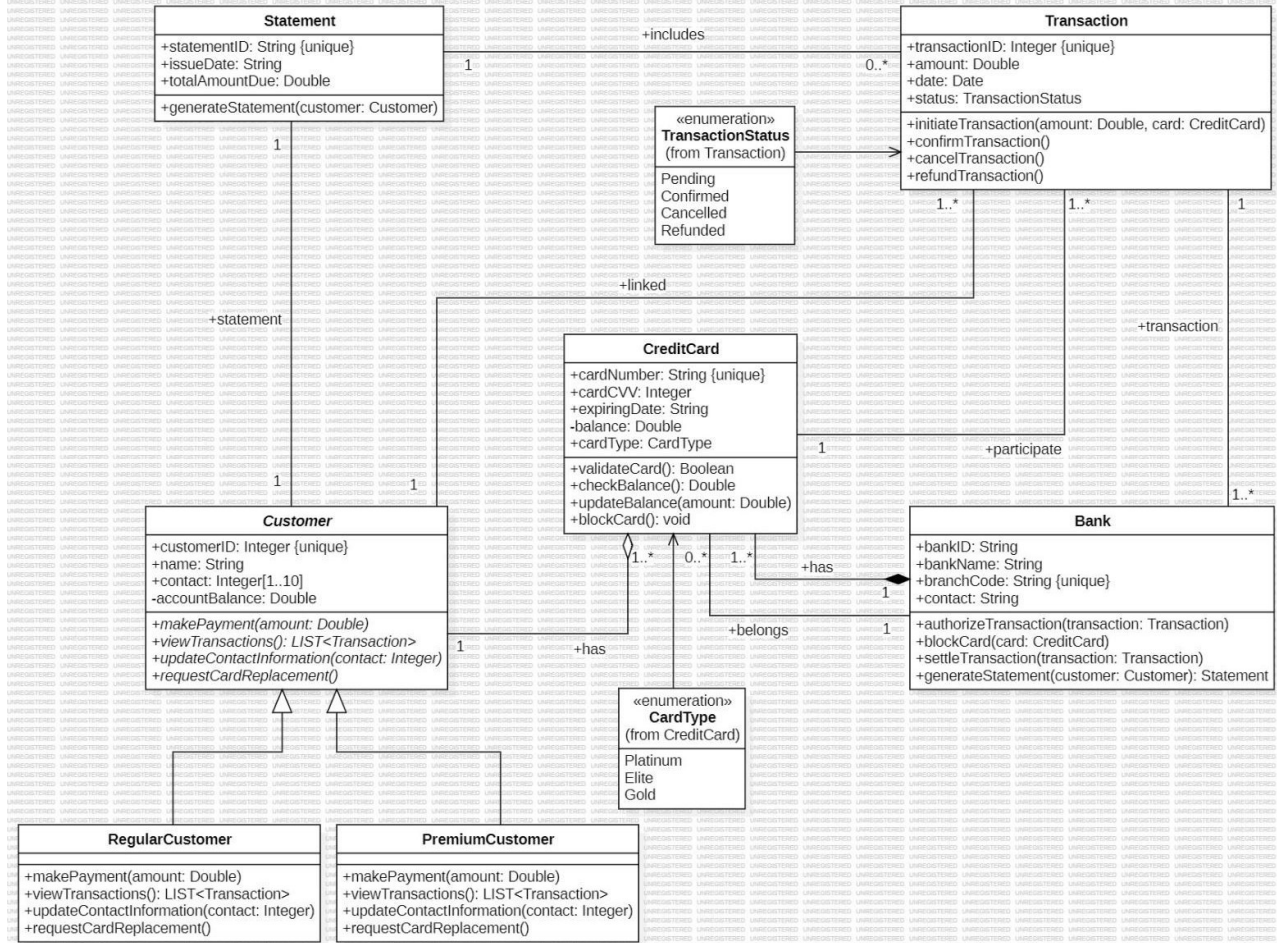 Statement
+statementID: String {unique}
+issueDate: String
+totalAmountDue: Double
+generateStatement(customer: Customer)
1
+includes
0..*
Transaction
+transactionID: Integer {unique}
+amount: Double
+date: Date
+status: TransactionStatus
+initiateTransaction(amount: Double, card: CreditCard)
+confirmTransaction()
+cancelTransaction()
+refundTransaction()
«enumeration»
TransactionStatus
(from Transaction)
Pending
Confirmed
Cancelled
Refunded
1
1..*
1..*
1
+linked
+statement
+transaction
CreditCard
+cardNumber: String {unique}
+cardCVV: Integer
+expiringDate: String
-balance: Double
+cardType: CardType
+validateCard(): Boolean
+checkBalance(): Double
+updateBalance(amount: Double)
+blockCard(): void
1
+participate
1
1
1..*
Customer
+customerID: Integer {unique}
+name: String
+contact: Integer[1..10]
-accountBalance: Double
+makePayment(amount: Double)
+viewTransactions(): LIST<Transaction>
+updateContactInformation(contact: Integer)
+requestCardReplacement()
1..*
0..*
1..*
+has
1
+belongs
1
1
+has
Bank
+bankID: String
+bankName: String
+branchCode: String {unique}
+contact: String
+authorizeTransaction(transaction: Transaction)
+blockCard(card: CreditCard)
+settleTransaction(transaction: Transaction)
+generateStatement(customer: Customer): Statement
«enumeration»
CardType
(from CreditCard)
Platinum
Elite
Gold
RegularCustomer
+makePayment(amount: Double)
+viewTransactions(): LIST<Transaction>
+updateContactInformation(contact: Integer)
+requestCardReplacement()
PremiumCustomer
+makePayment(amount: Double)
+viewTransactions(): LIST<Transaction>
+updateContactInformation(contact: Integer)
+requestCardReplacement()
UNREGISTERED